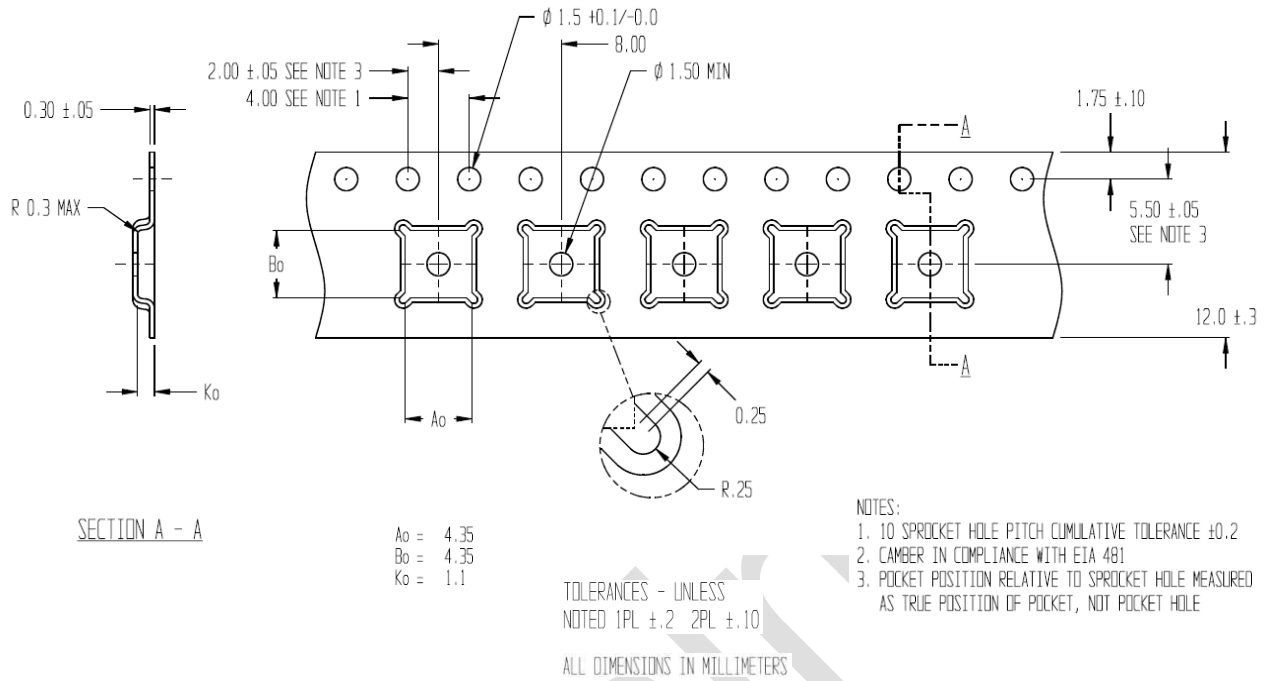 Ø 1.5 +0.1/-0.0
8.00
2.00 ±.05 SEE NOTE 3
Ø 1.50 MIN
4.00 SEE NOTE 1
1.75 ±.10
0.30 ±.05
A
R 0.3 MAX
5.50 ±.05
SEE NOTE 3
Bo
12.0 ±.3
A
Ko
Ao
0.25
R.25
SECTION A - A
Ao = 4.35
Bo = 4.35
Ko = 1.1
NOTES:
1. 10 SPROCKET HOLE PITCH CUMULATIVE TOLERANCE ±0.2
2. CAMBER IN COMPLIANCE WITH EIA 481
3. POCKET POSITION RELATIVE TO SPROCKET HOLE MEASURED
AS TRUE POSITION OF POCKET, NOT POCKET HOLE
TOLERANCES - UNLESS
NOTED 1PL ±.2 2PL ±.10
ALL DIMENSIONS IN MILLIMETERS